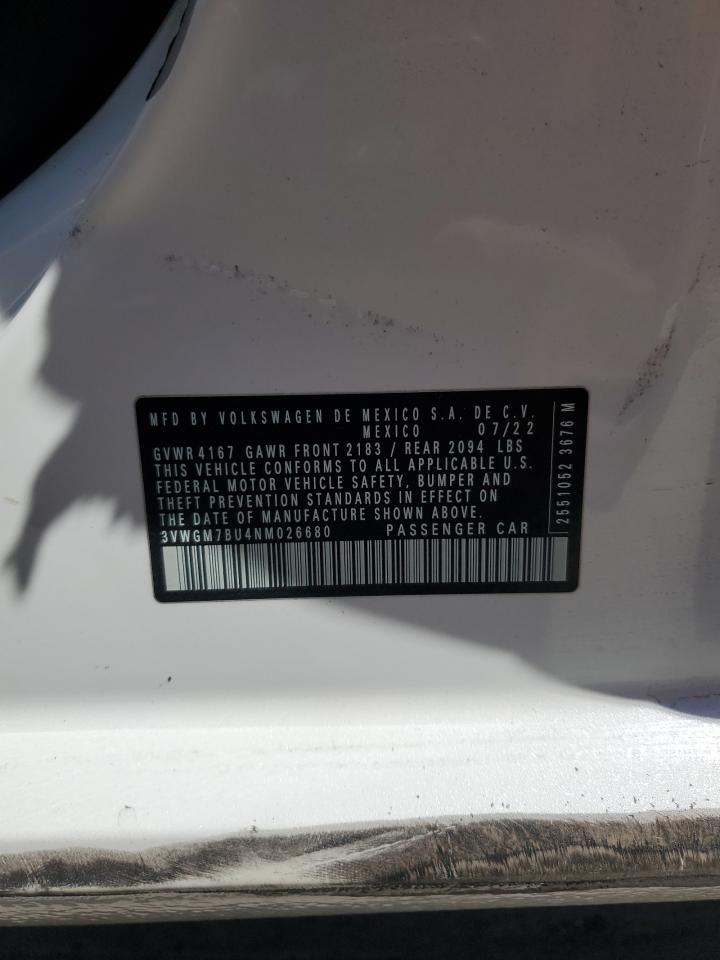 MFD BY VOLKSWAGEN DE MEXICO S.A. DE C.V.
MEXICO 07/22
GVWR 4167 GAWR FRONT 2183 / REAR 2094 LBS
THIS VEHICLE CONFORMS TO ALL APPLICABLE U.S.
FEDERAL MOTOR VEHICLE SAFETY, BUMPER AND
THEFT PREVENTION STANDARDS IN EFFECT ON
THE DATE OF MANUFACTURE SHOWN ABOVE.
3VWGM7BU4NM026680 PASSENGER CAR
2551052 3676 M